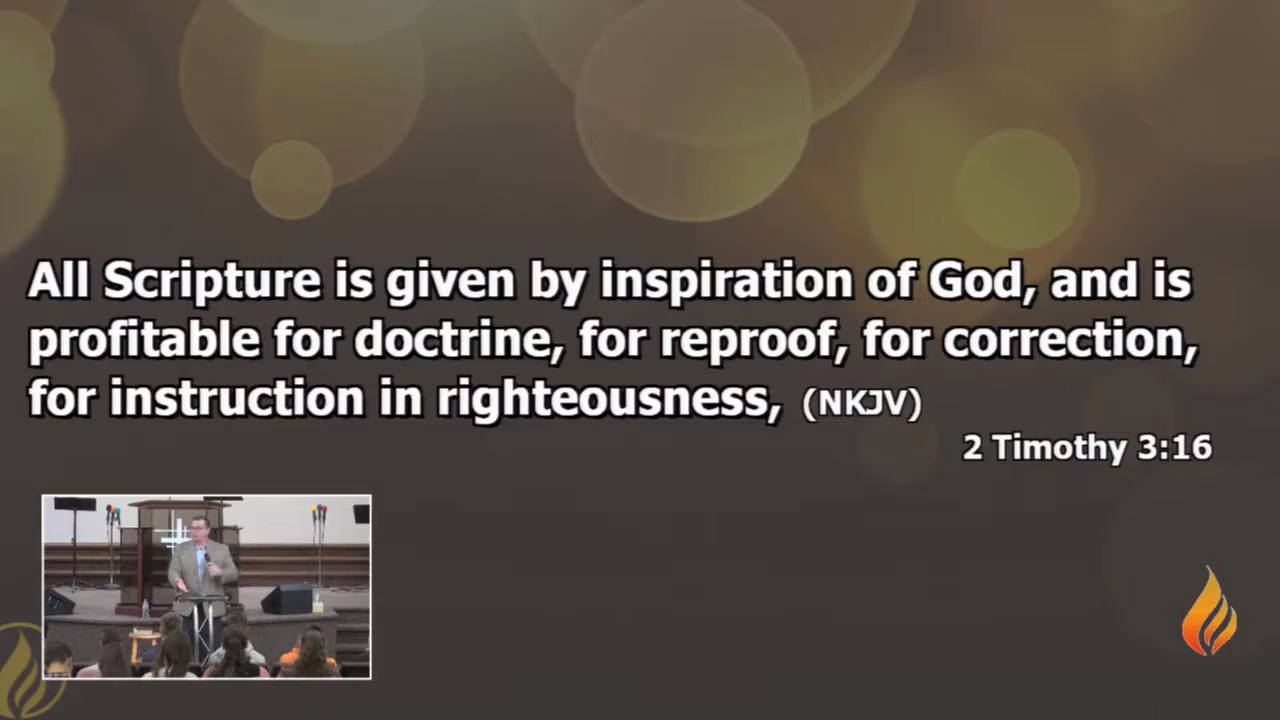 All Scripture is given by inspiration of God, and is
profitable for doctrine, for reproof, for correction,
for instruction in righteousness, (NKJV)
2 Timothy 3:16